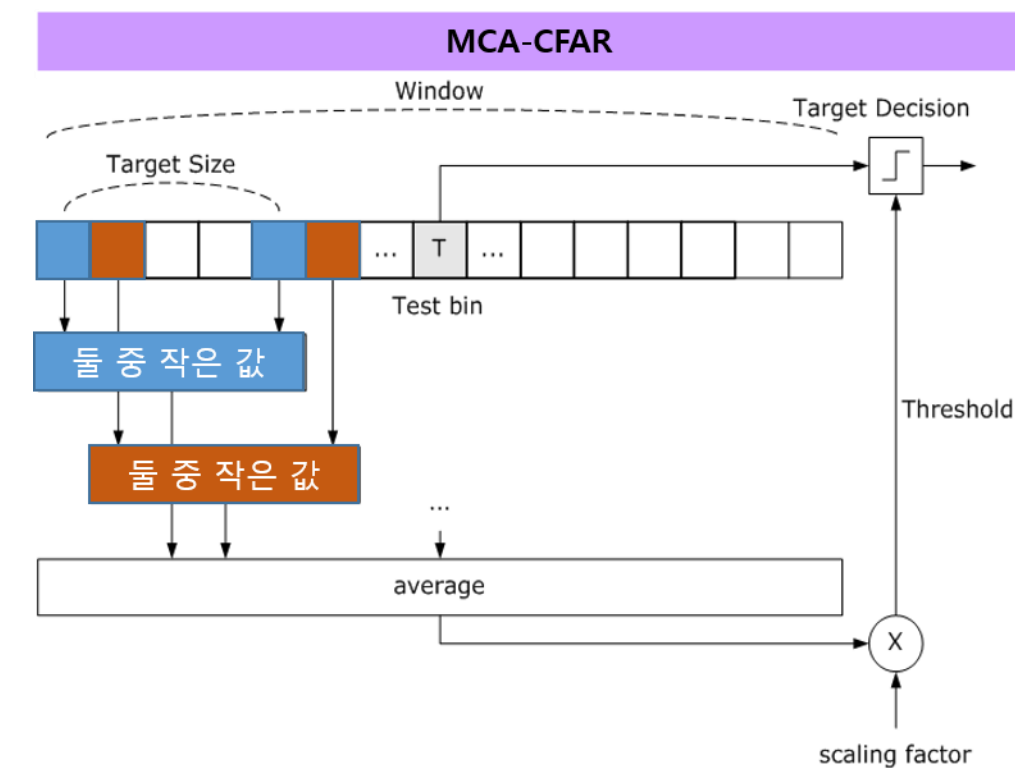 MCA-CFAR
Window
Target Decision
Target Size
...
T
...
Test bin
둘 중 작은 값
Threshold
둘 중 작은 값
...
average
X
scaling factor